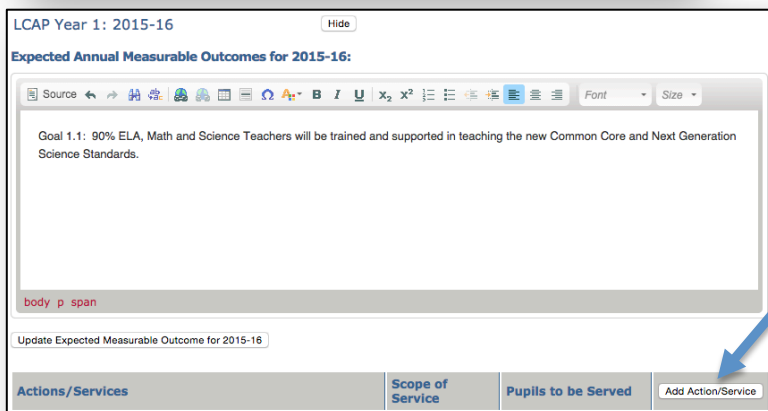 LCAP Year 1: 2015-16 Hide
Expected Annual Measurable Outcomes for 2015-16:
Source B I U x₂ x² Font Size
Goal 1.1: 90% ELA, Math and Science Teachers will be trained and supported in teaching the new Common Core and Next Generation
Science Standards.
body p span
Update Expected Measurable Outcome for 2015-16
Actions/Services Scope of Service Pupils to be Served Add Action/Service